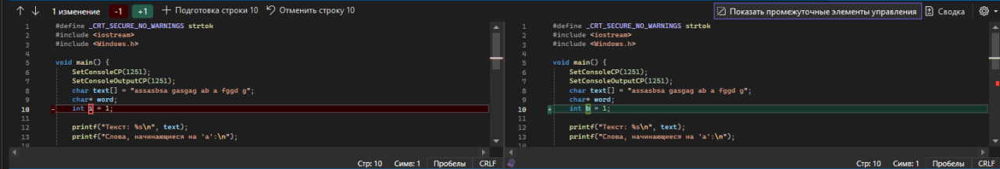 1 изменение -1 +1 Подготовка строки 10 Отменить строку 10 Показать промежуточные элементы управления Сводка
1 #define _CRT_SECURE_NO_WARNINGS strtok
2 #include <iostream>
3 #include <Windows.h>
4
5 void main() {
6 SetConsoleCP(1251);
7 SetConsoleOutputCP(1251);
8 char text[] = "assasbsa gasgag ab a fggd g";
9 char* word;
10 - int i = 1;
11
12 printf("Текст: %s\n", text);
13 printf("Слова, начинающиеся на 'a':\n");
14
Стр: 10 Симв: 1 Пробелы CRLF
1 #define _CRT_SECURE_NO_WARNINGS strtok
2 #include <iostream>
3 #include <Windows.h>
4
5 void main() {
6 SetConsoleCP(1251);
7 SetConsoleOutputCP(1251);
8 char text[] = "assasbsa gasgag ab a fggd g";
9 char* word;
10 + int b = 1;
11
12 printf("Текст: %s\n", text);
13 printf("Слова, начинающиеся на 'a':\n");
14
Стр: 10 Симв: 1 Пробелы CRLF